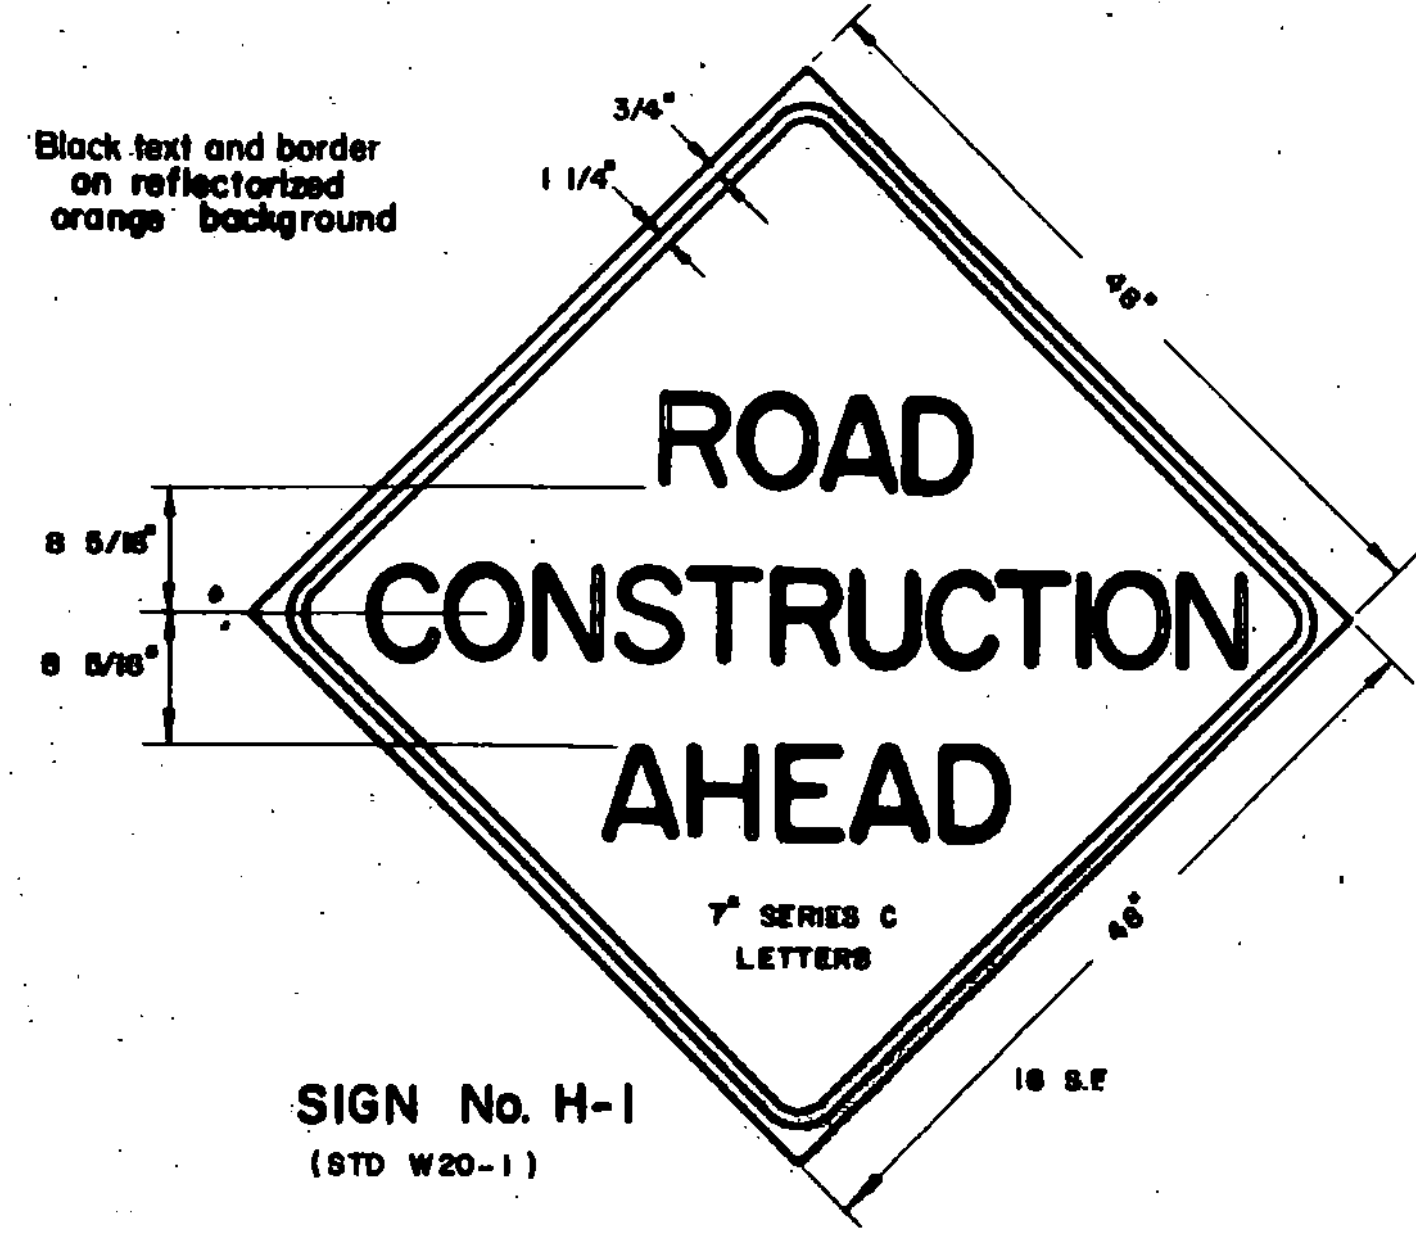 3/4"
Black text and border
on reflectorized
orange background
1 1/4"
48"
ROAD
8 5/16"
CONSTRUCTION
8 5/16"
AHEAD
7" SERIES C
LETTERS
48"
16 S.F
SIGN No. H-1
(STD W20-1)